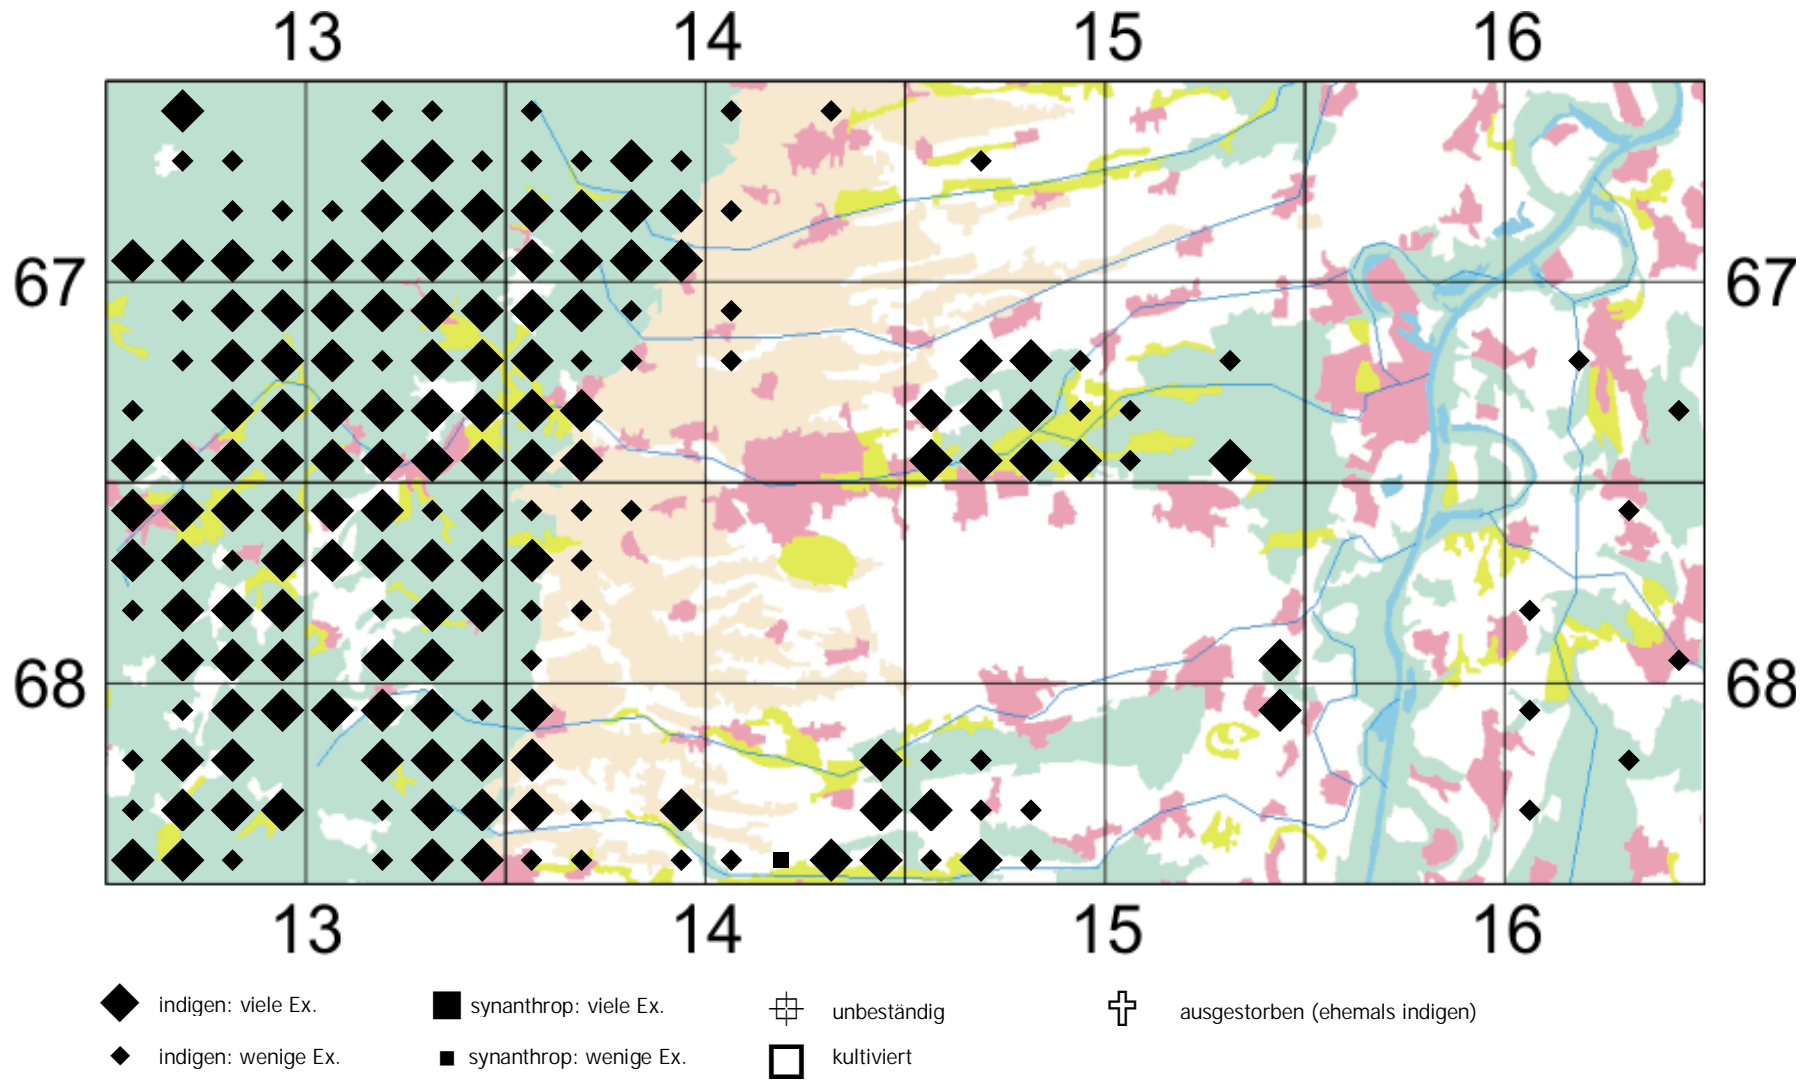 13 14 15 16
67 67
68 68
13 14 15 16
indigen: viele Ex. synanthrop: viele Ex. unbeständig ausgestorben (ehemals indigen)
indigen: wenige Ex. synanthrop: wenige Ex. kultiviert